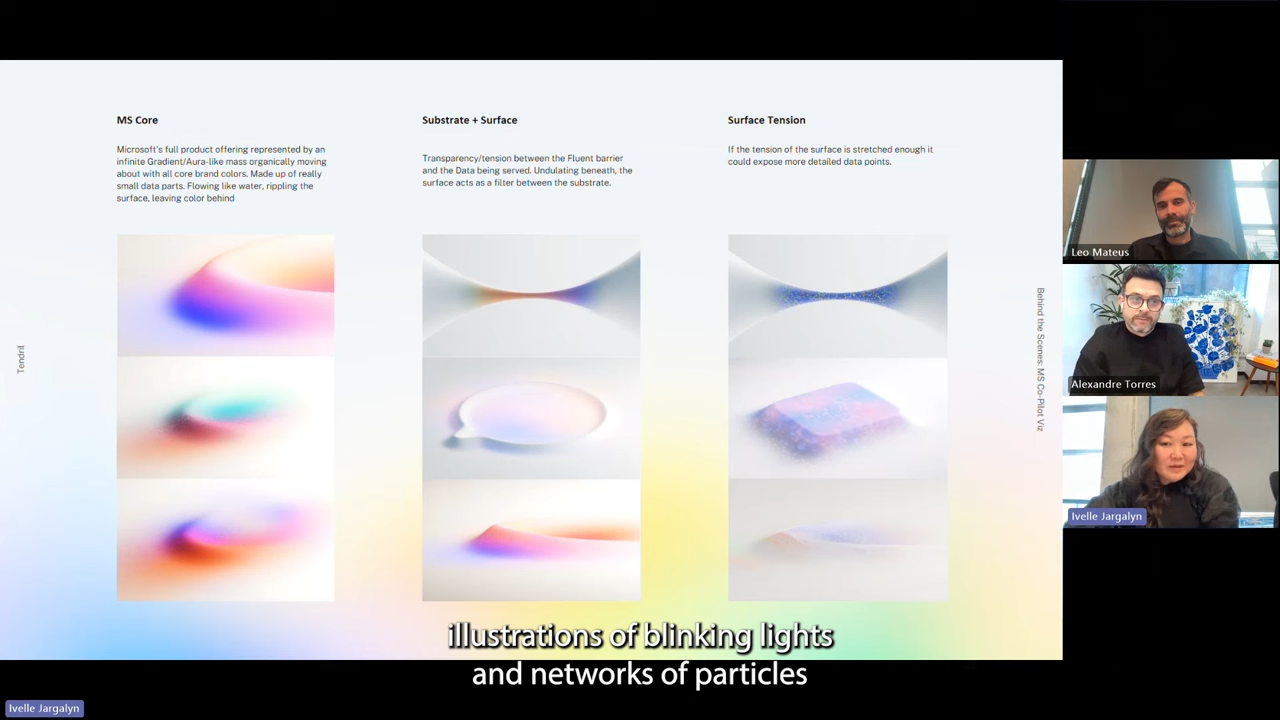 MS Core
Microsoft's full product offering represented by an
infinite Gradient/Aura-like mass organically moving
about with all core brand colors. Made up of really
small data parts. Flowing like water, rippling the
surface, leaving color behind
Substrate + Surface
Transparency/tension between the Fluent barrier
and the Data being served. Undulating beneath, the
surface acts as a filter between the substrate.
Surface Tension
If the tension of the surface is stretched enough it
could expose more detailed data points.
Tendril
Behind the Scenes: MS Co-Pilot Viz
Leo Mateus
Alexandre Torres
Ivelle Jargalyn
illustrations of blinking lights
and networks of particles
Ivelle Jargalyn